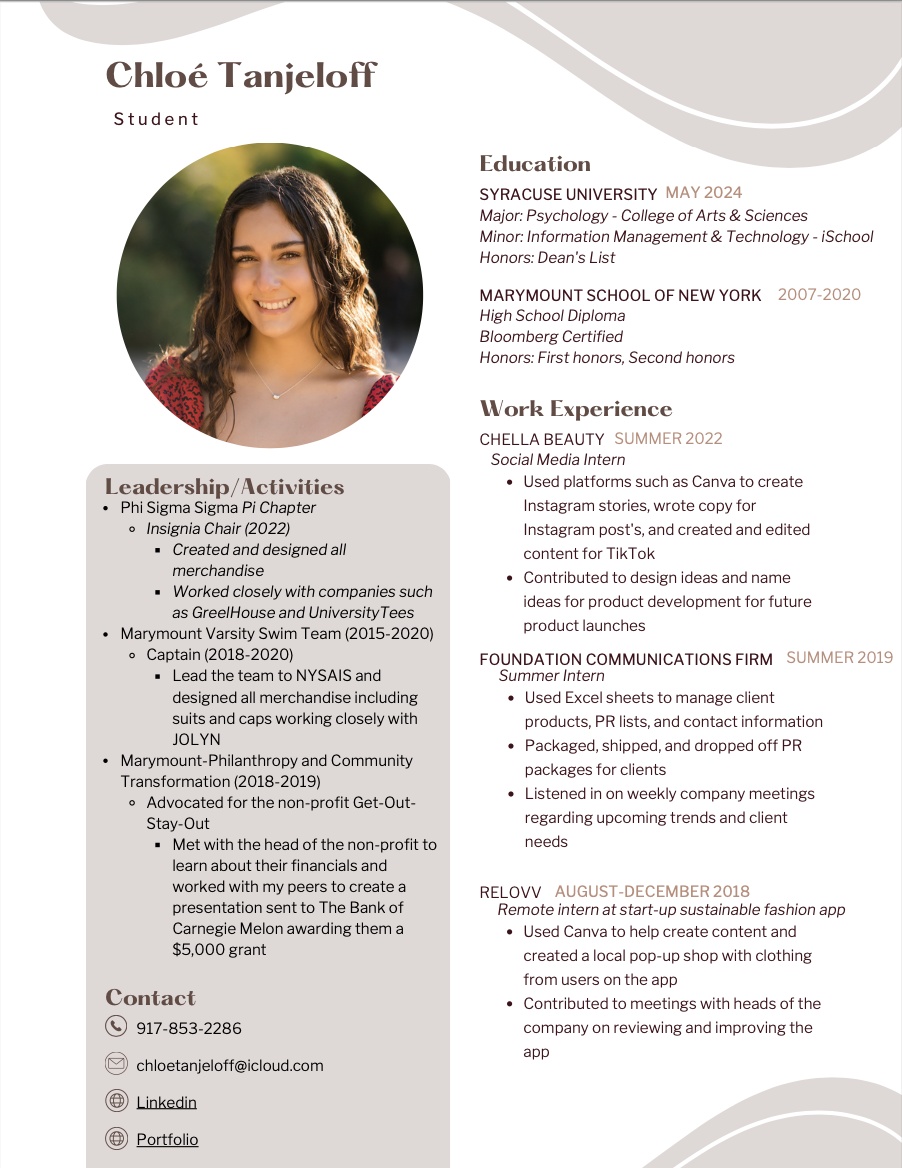 Chloé Tanjeloff
Student
Education
SYRACUSE UNIVERSITY MAY 2024
Major: Psychology - College of Arts & Sciences
Minor: Information Management & Technology - iSchool
Honors: Dean's List
MARYMOUNT SCHOOL OF NEW YORK 2007-2020
High School Diploma
Bloomberg Certified
Honors: First honors, Second honors
Work Experience
CHELLA BEAUTY SUMMER 2022
Social Media Intern
• Used platforms such as Canva to create
Instagram stories, wrote copy for
Instagram post's, and created and edited
content for TikTok
• Contributed to design ideas and name
ideas for product development for future
product launches
FOUNDATION COMMUNICATIONS FIRM SUMMER 2019
Summer Intern
• Used Excel sheets to manage client
products, PR lists, and contact information
• Packaged, shipped, and dropped off PR
packages for clients
• Listened in on weekly company meetings
regarding upcoming trends and client
needs
RELOVV AUGUST-DECEMBER 2018
Remote intern at start-up sustainable fashion app
• Used Canva to help create content and
created a local pop-up shop with clothing
from users on the app
• Contributed to meetings with heads of the
company on reviewing and improving the
app
Leadership/Activities
• Phi Sigma Sigma Pi Chapter
◦ Insignia Chair (2022)
▪ Created and designed all
merchandise
▪ Worked closely with companies such
as GreelHouse and UniversityTees
• Marymount Varsity Swim Team (2015-2020)
◦ Captain (2018-2020)
▪ Lead the team to NYSAIS and
designed all merchandise including
suits and caps working closely with
JOLYN
• Marymount-Philanthropy and Community
Transformation (2018-2019)
◦ Advocated for the non-profit Get-Out-
Stay-Out
▪ Met with the head of the non-profit to
learn about their financials and
worked with my peers to create a
presentation sent to The Bank of
Carnegie Melon awarding them a
$5,000 grant
Contact
917-853-2286
chloetanjeloff@icloud.com
Linkedin
Portfolio